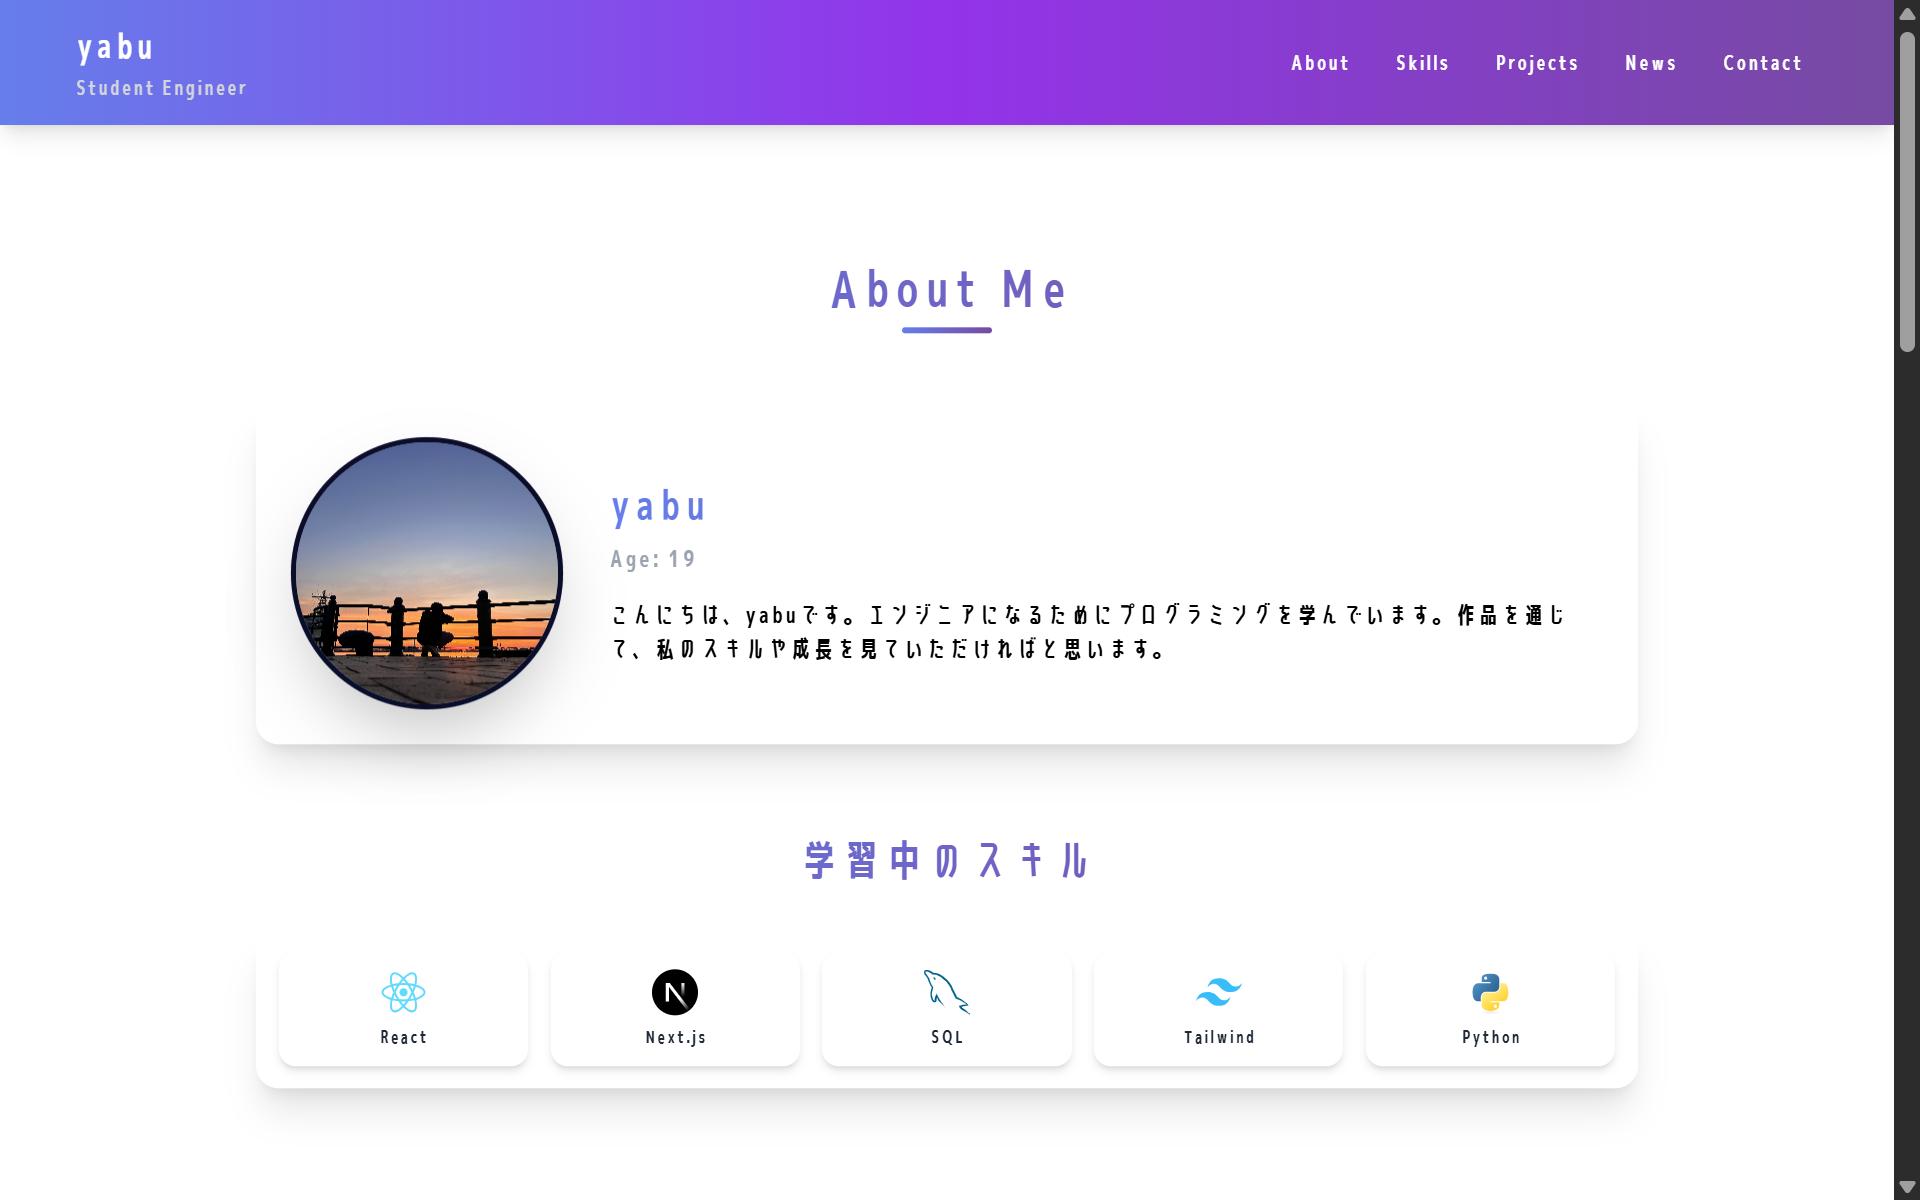 yabu
Student Engineer
About Skills Projects News Contact
About Me
yabu
Age: 19
こんにちは、yabuです。エンジニアになるためにプログラミングを学んでいます。作品を通じ
て、私のスキルや成長を見ていただければと思います。
学習中のスキル
N
React
Next.js
SQL
Tailwind
Python